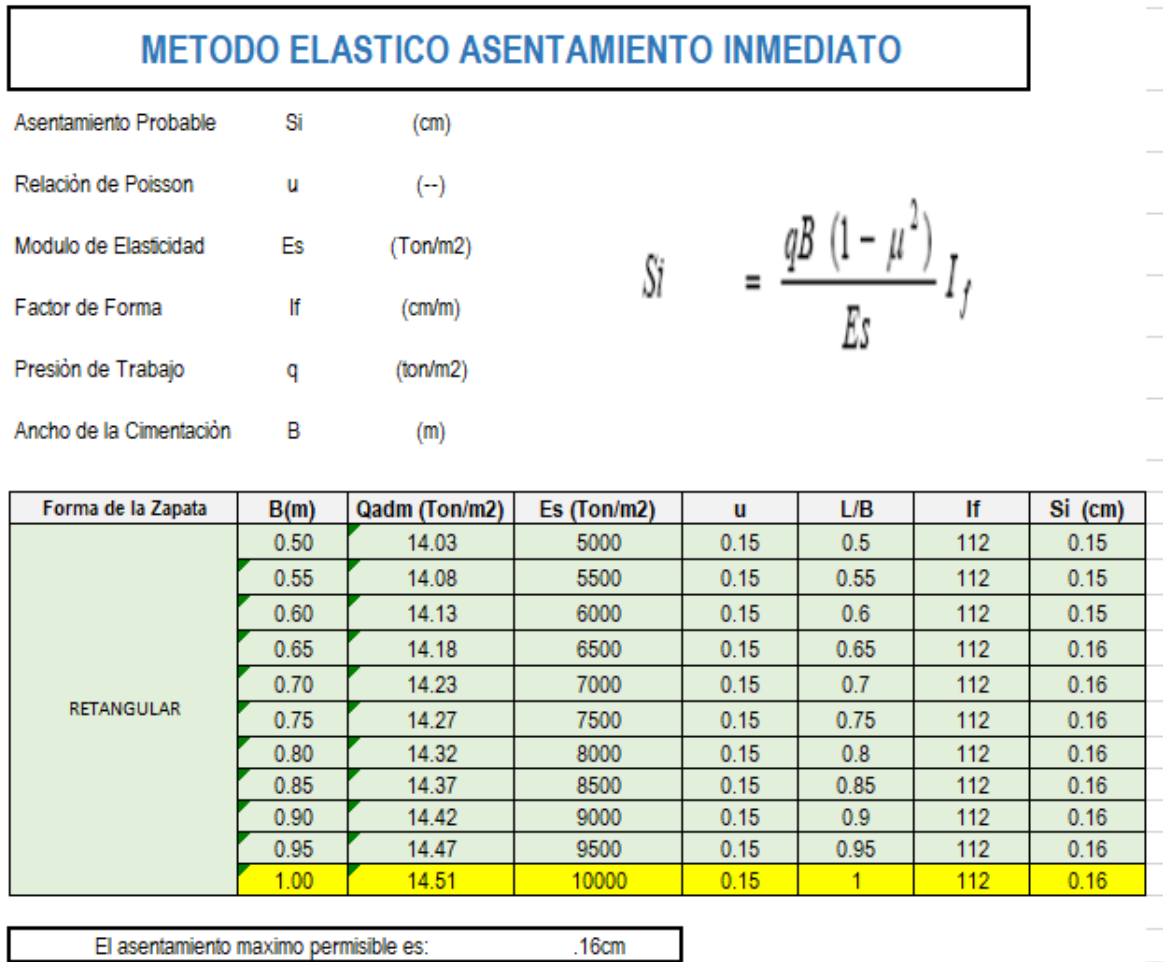 METODO ELASTICO ASENTAMIENTO INMEDIATO
Asentamiento Probable Si (cm)
Relaciòn de Poisson u (--)
Modulo de Elasticidad Es (Ton/m2)
Factor de Forma If (cm/m)
Presiòn de Trabajo q (ton/m2)
Ancho de la Cimentaciòn B (m)
Si = qB (1 - μ²) / Es I_f
Forma de la Zapata B(m) Qadm (Ton/m2) Es (Ton/m2) u L/B If Si (cm)
RETANGULAR
0.50 14.03 5000 0.15 0.5 112 0.15
0.55 14.08 5500 0.15 0.55 112 0.15
0.60 14.13 6000 0.15 0.6 112 0.15
0.65 14.18 6500 0.15 0.65 112 0.16
0.70 14.23 7000 0.15 0.7 112 0.16
0.75 14.27 7500 0.15 0.75 112 0.16
0.80 14.32 8000 0.15 0.8 112 0.16
0.85 14.37 8500 0.15 0.85 112 0.16
0.90 14.42 9000 0.15 0.9 112 0.16
0.95 14.47 9500 0.15 0.95 112 0.16
1.00 14.51 10000 0.15 1 112 0.16
El asentamiento maximo permisible es: .16cm